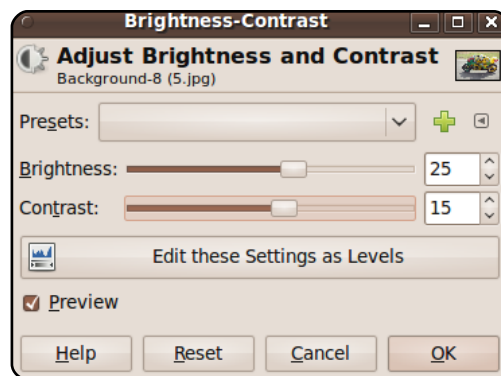 Brightness-Contrast
Adjust Brightness and Contrast
Background-8 (5.jpg)
Presets:
Brightness: 25
Contrast: 15
Edit these Settings as Levels
Preview
Help Reset Cancel OK